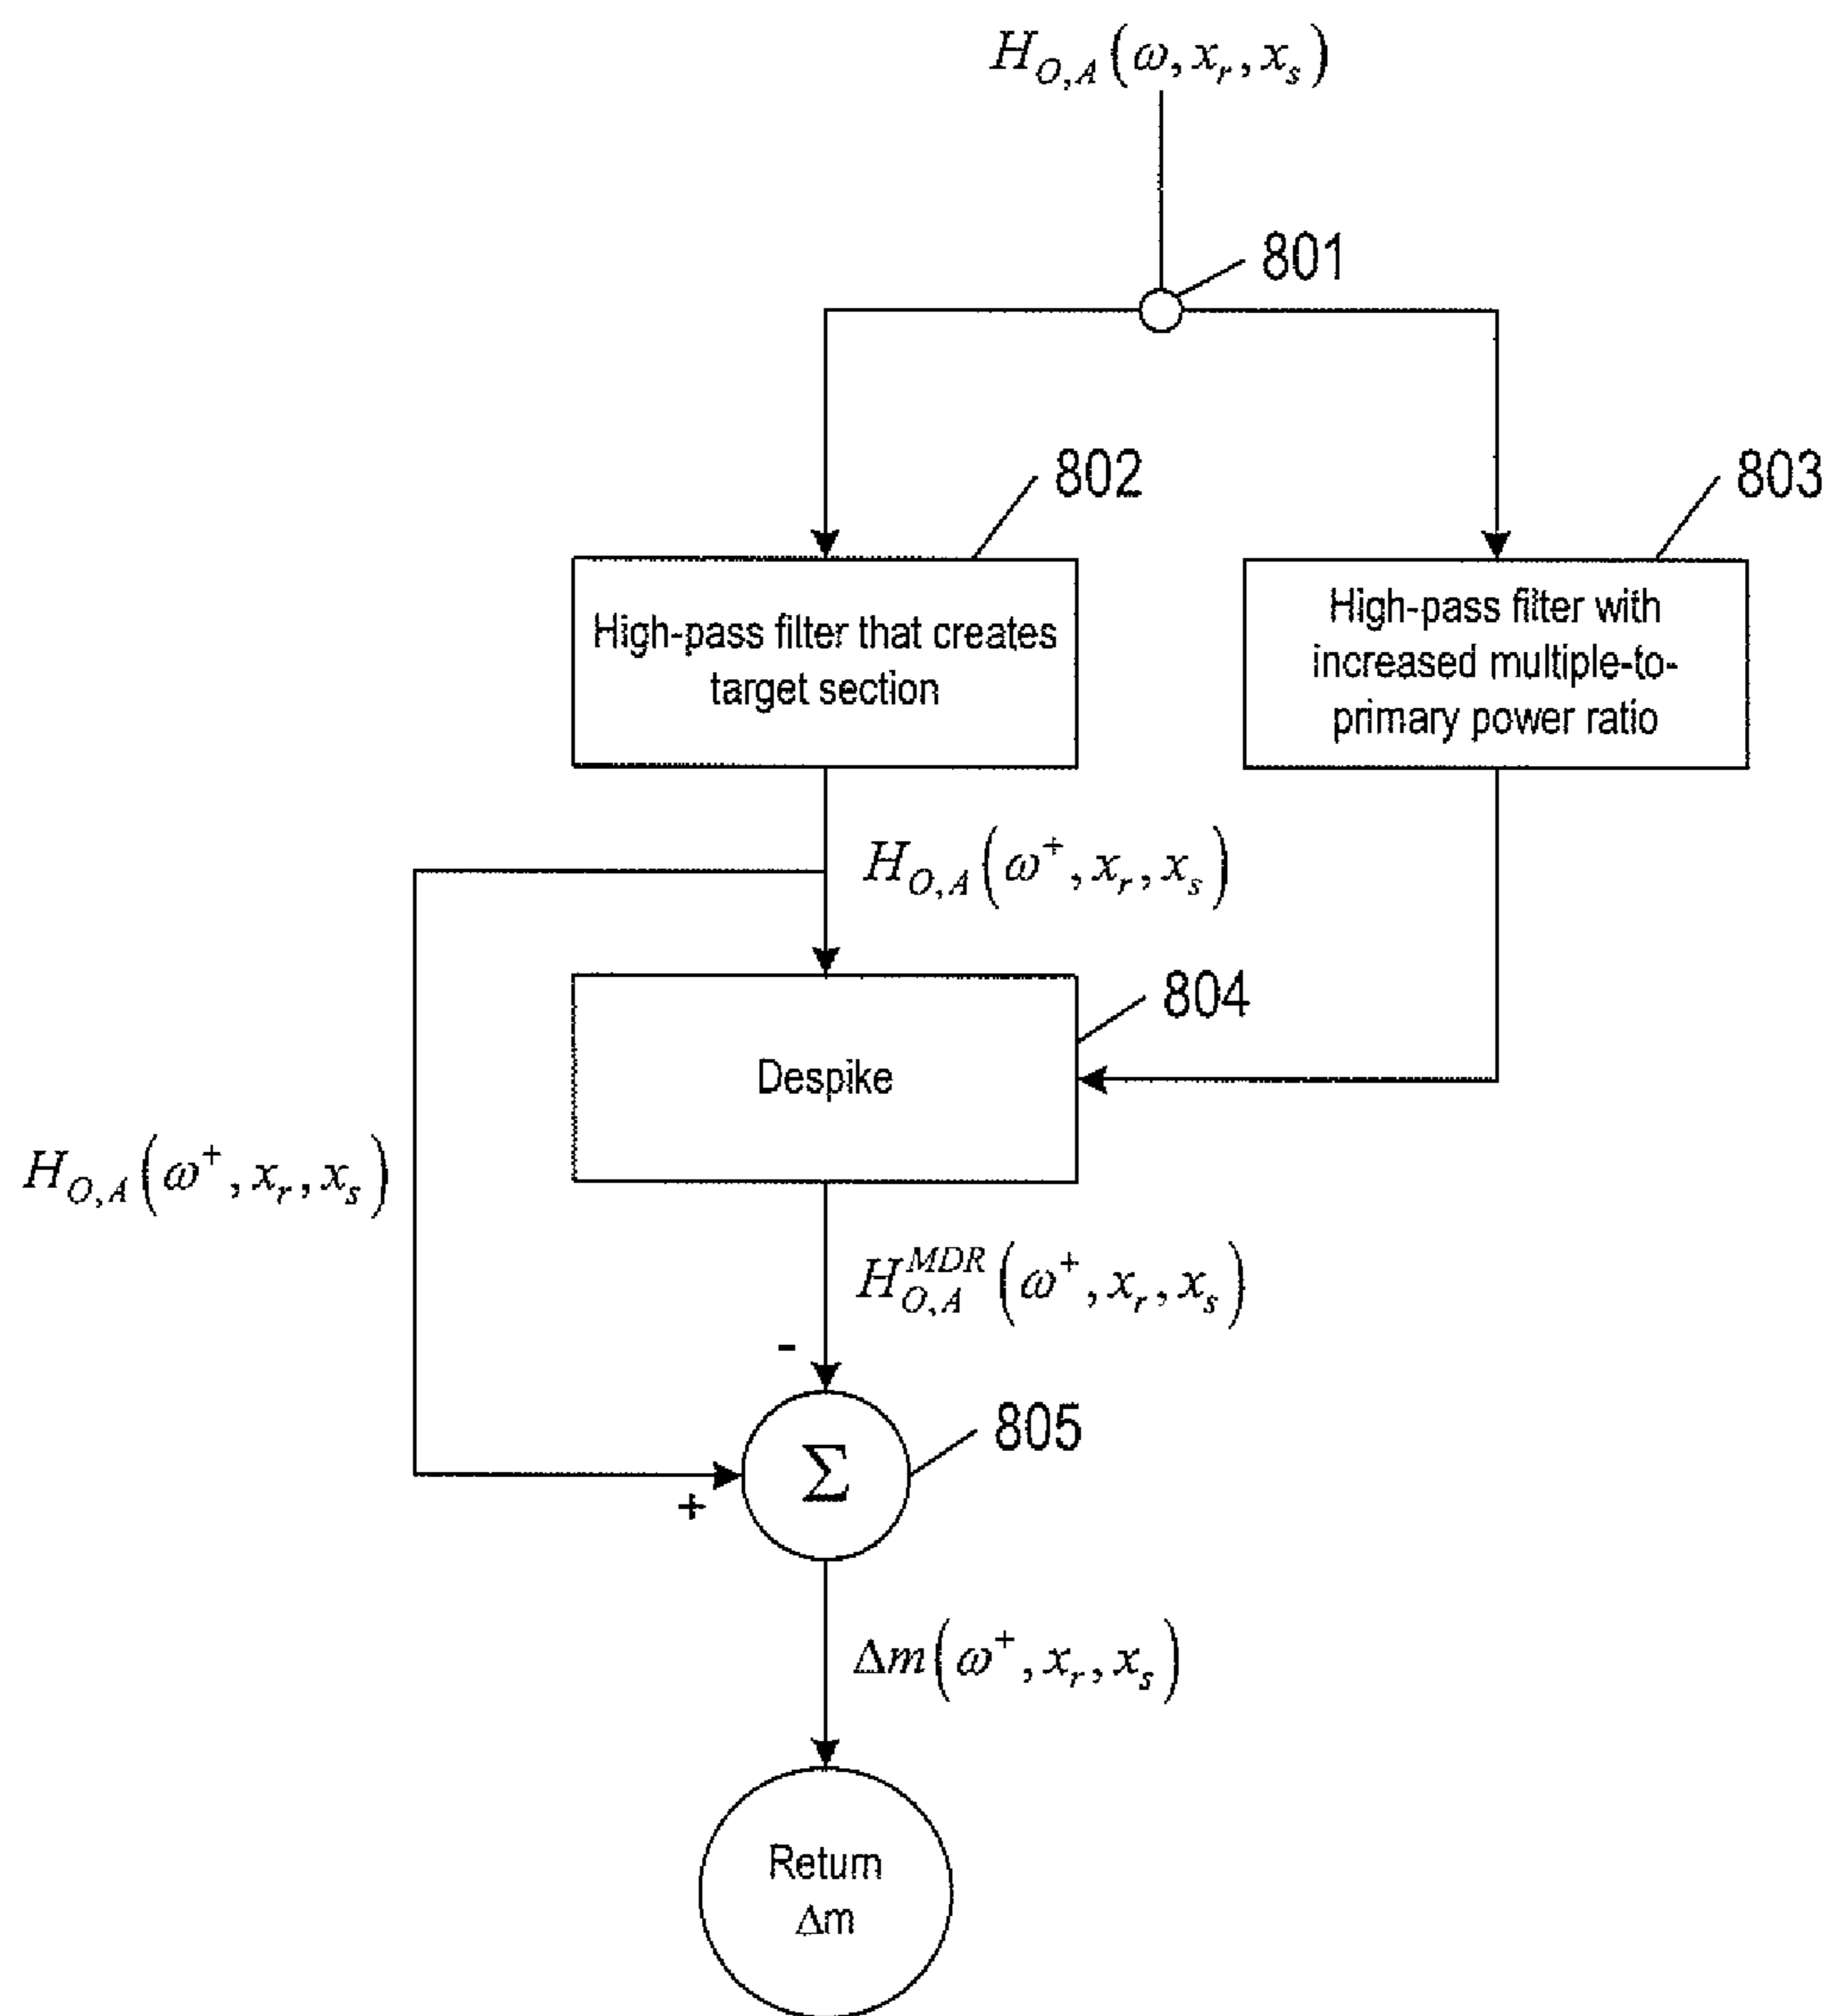 H_{O,A}(ω, x_r, x_s)
801
802
803
High-pass filter that creates
target section
High-pass filter with
increased multiple-to-
primary power ratio
H_{O,A}(ω^+, x_r, x_s)
804
Despike
H_{O,A}(ω^+, x_r, x_s)
H_{O,A}^{MDR}(ω^+, x_r, x_s)
-
805
Σ
+
Δm(ω^+, x_r, x_s)
Return
Δm